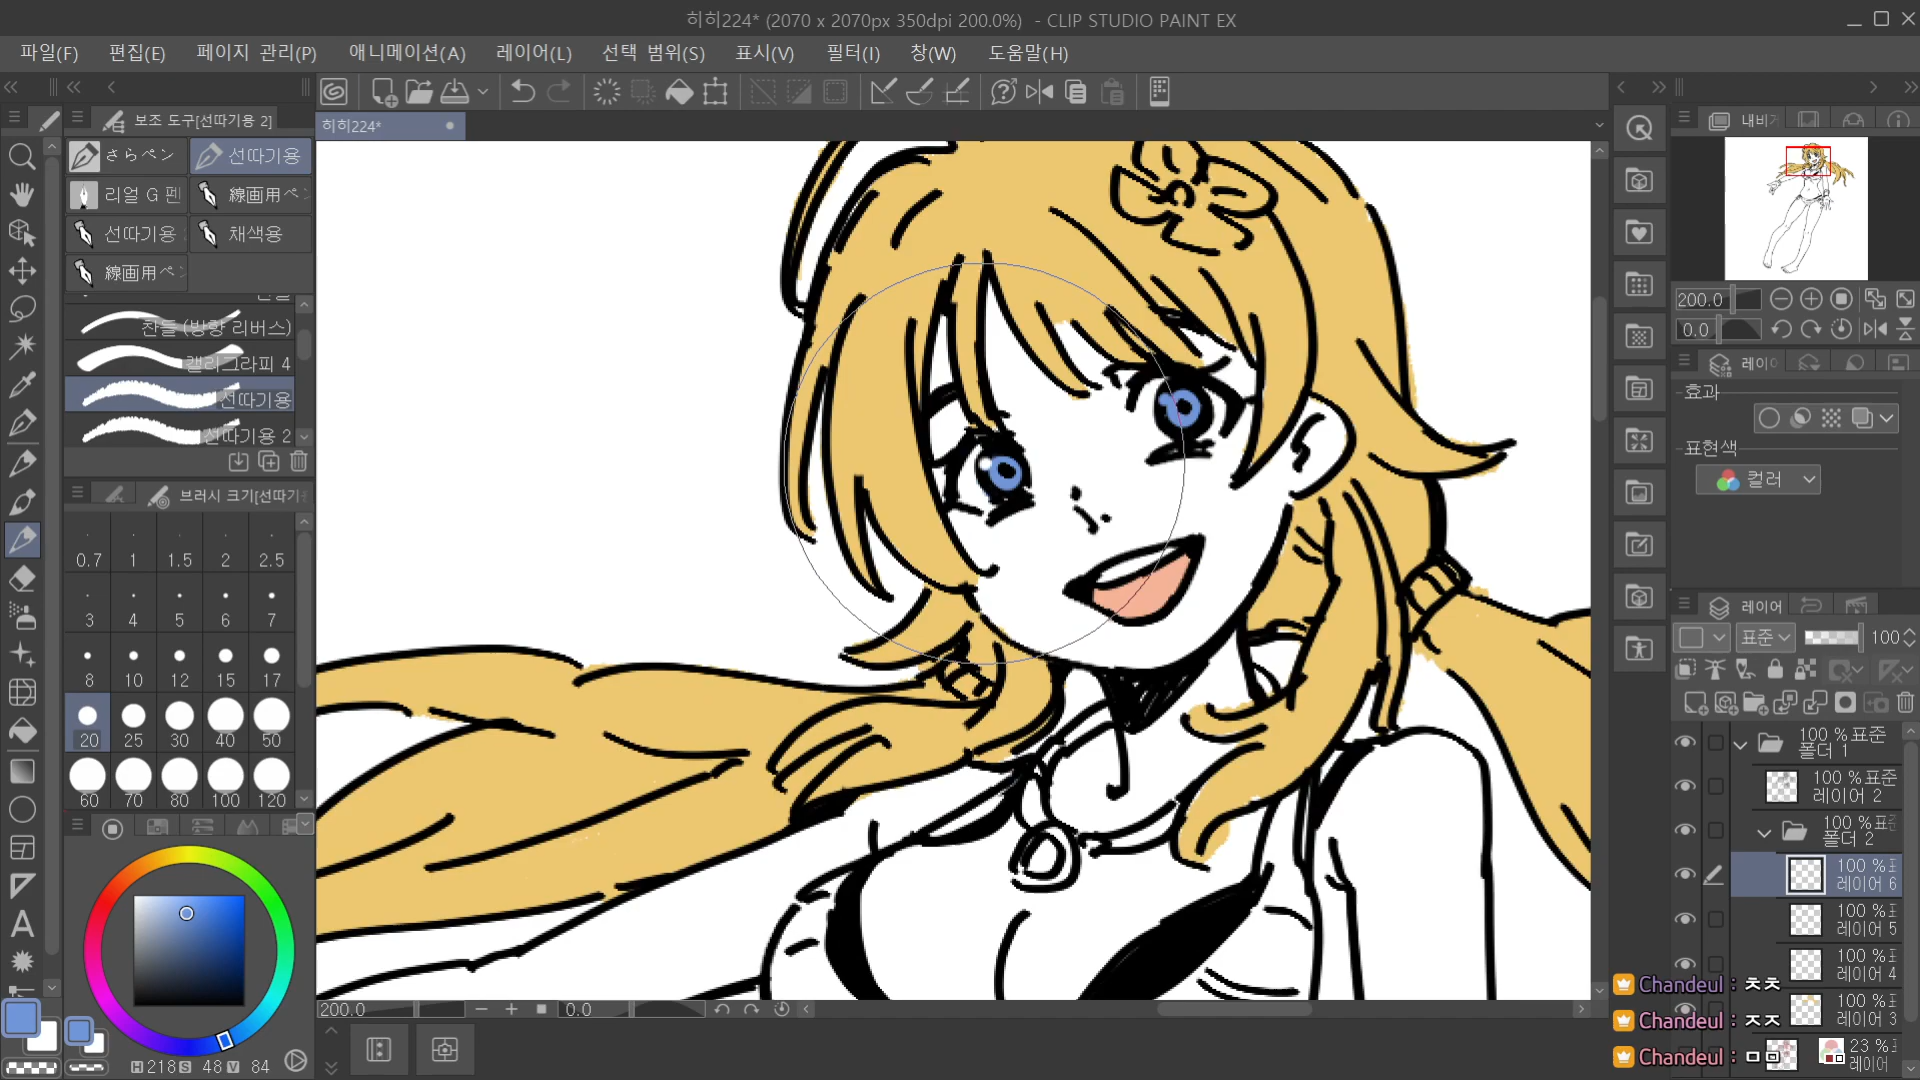 히히224* (2070 x 2070px 350dpi 200.0%)  - CLIP STUDIO PAINT EX
파일(F) 편집(E) 페이지 관리(P) 애니메이션(A) 레이어(L) 선택 범위(S) 표시(V) 필터(I) 창(W) 도움말(H)
보조 도구[선따기용 2]
히히224*
내비
さらペン 선따기용
리얼 G 펜 線画用ペ
선따기용 채색용
線画用ペ
찬들 (방향 리버스)
캘리그라피 4
선따기용
선따기용 2
브러시 크기[선따기
0.7 1 1.5 2 2.5
3 4 5 6 7
8 10 12 15 17
20 25 30 40 50
60 70 80 100 120
H 218 S 48 V 84
200.0 0.0
200.0
0.0
레이
효과
표현색
컬러
레이어
표준 100
100 %표준
폴더 1
100 %표준
레이어 2
100 %표준
폴더 2
100 %
레이어 6
100 %
레이어 5
100 %
레이어 4
100 %
레이어 3
23 %
레이어
Chandeul : ㅊㅊ
Chandeul : ㅈㅈ
Chandeul : ㅁㅁ